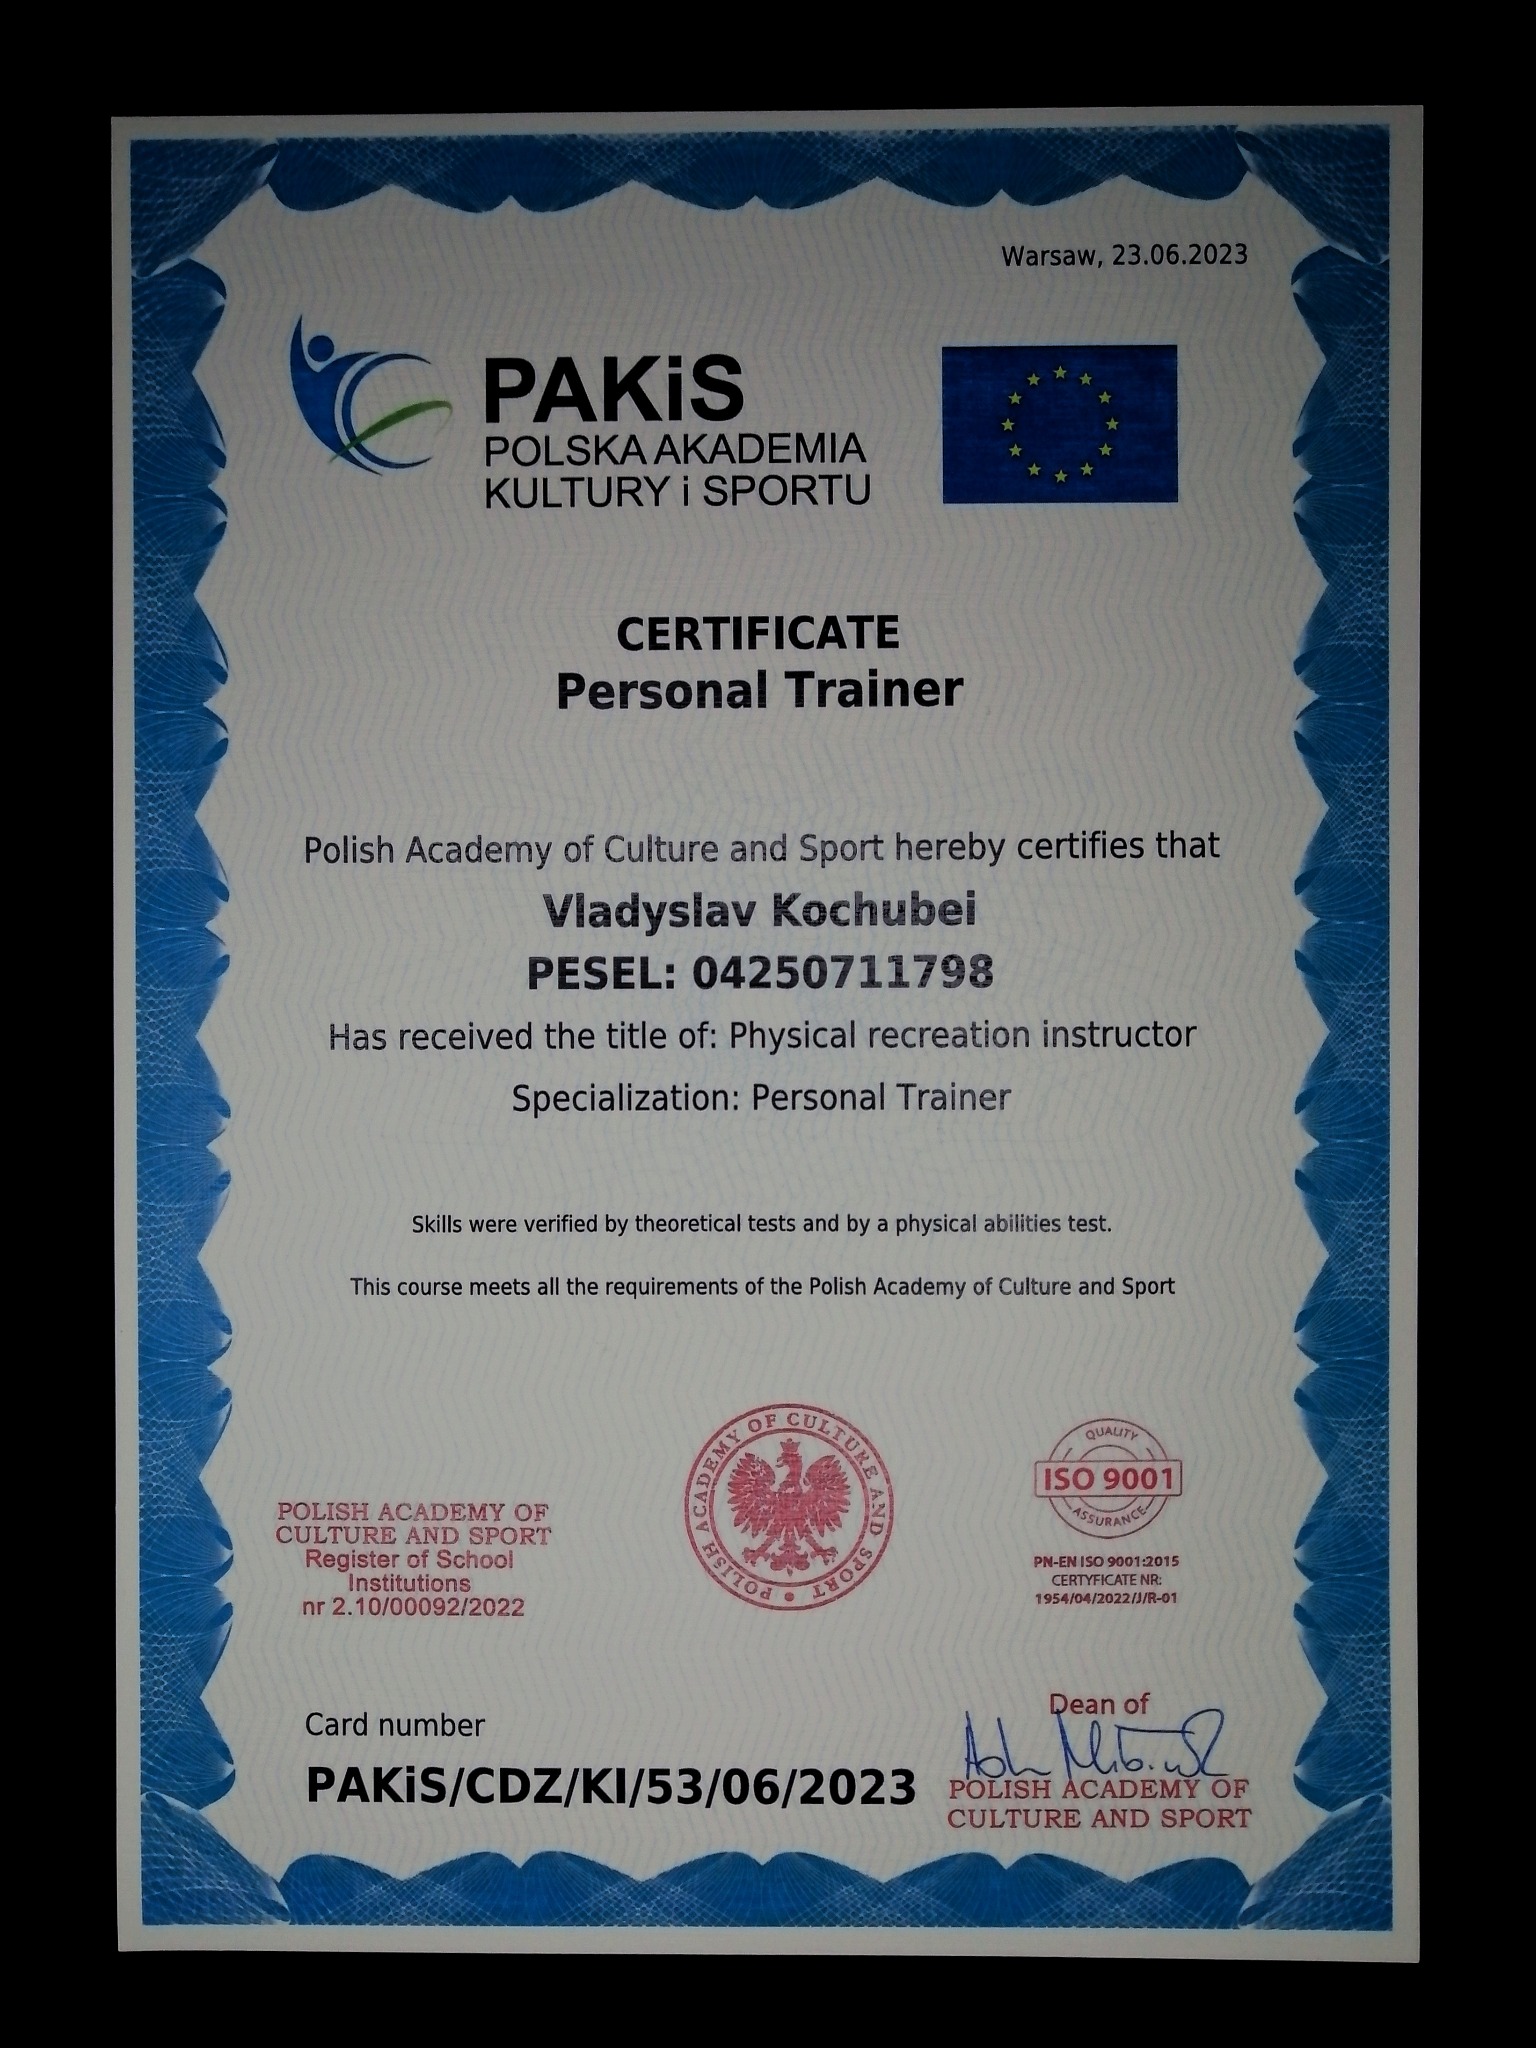 Warsaw, 23.06.2023
PAKiS
POLSKA AKADEMIA
KULTURY i SPORTU
CERTIFICATE
Personal Trainer
Polish Academy of Culture and Sport hereby certifies that
Vladyslav Kochubei
PESEL: 04250711798
Has received the title of: Physical recreation instructor
Specialization: Personal Trainer
Skills were verified by theoretical tests and by a physical abilities test.
This course meets all the requirements of the Polish Academy of Culture and Sport
POLISH ACADEMY OF
CULTURE AND SPORT
Register of School
Institutions
nr 2.10/00092/2022
POLISH ACADEMY OF CULTURE AND SPORT
QUALITY
ISO 9001
ASSURANCE
PN-EN ISO 9001:2015
CERTYFICATE NR:
1954/04/2022/J/R-01
Card number
PAKiS/CDZ/KI/53/06/2023
Dean of
POLISH ACADEMY OF
CULTURE AND SPORT